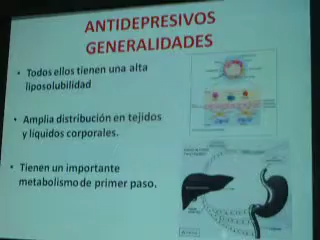 ANTIDEPRESIVOS
GENERALIDADES
• Todos ellos tienen una alta
liposolubilidad
• Amplia distribución en tejidos
y líquidos corporales.
• Tienen un importante
metabolismo de primer paso.